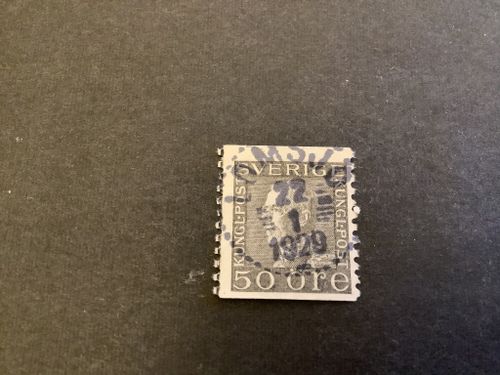 SVERIGE
KUNGL·POST
KUNGL·POST
22
1
1929
50 ÖRE